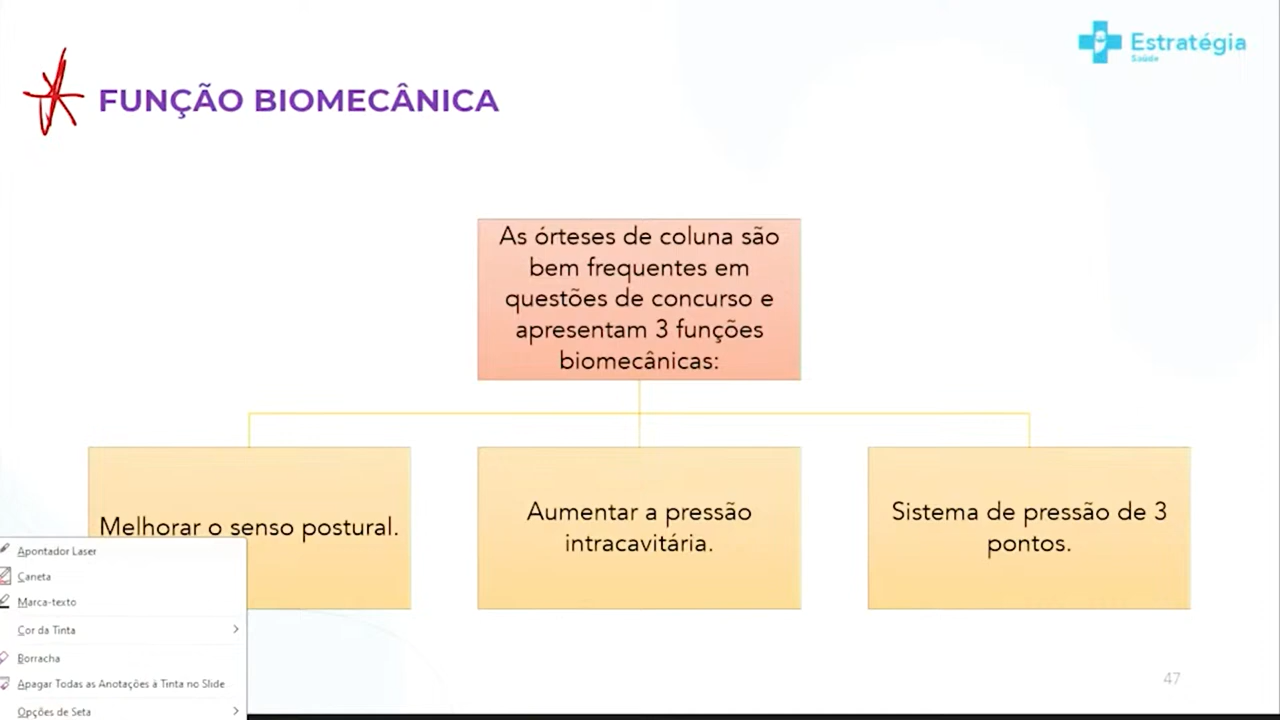 Estratégia
Saúde
FUNÇÃO BIOMECÂNICA
As órteses de coluna são
bem frequentes em
questões de concurso e
apresentam 3 funções
biomecânicas:
Melhorar o senso postural.
Aumentar a pressão
intracavitária.
Sistema de pressão de 3
pontos.
Apontador Laser
Caneta
Marca-texto
Cor da Tinta
Borracha
Apagar Todas as Anotações à Tinta no Slide
Opções de Seta
47